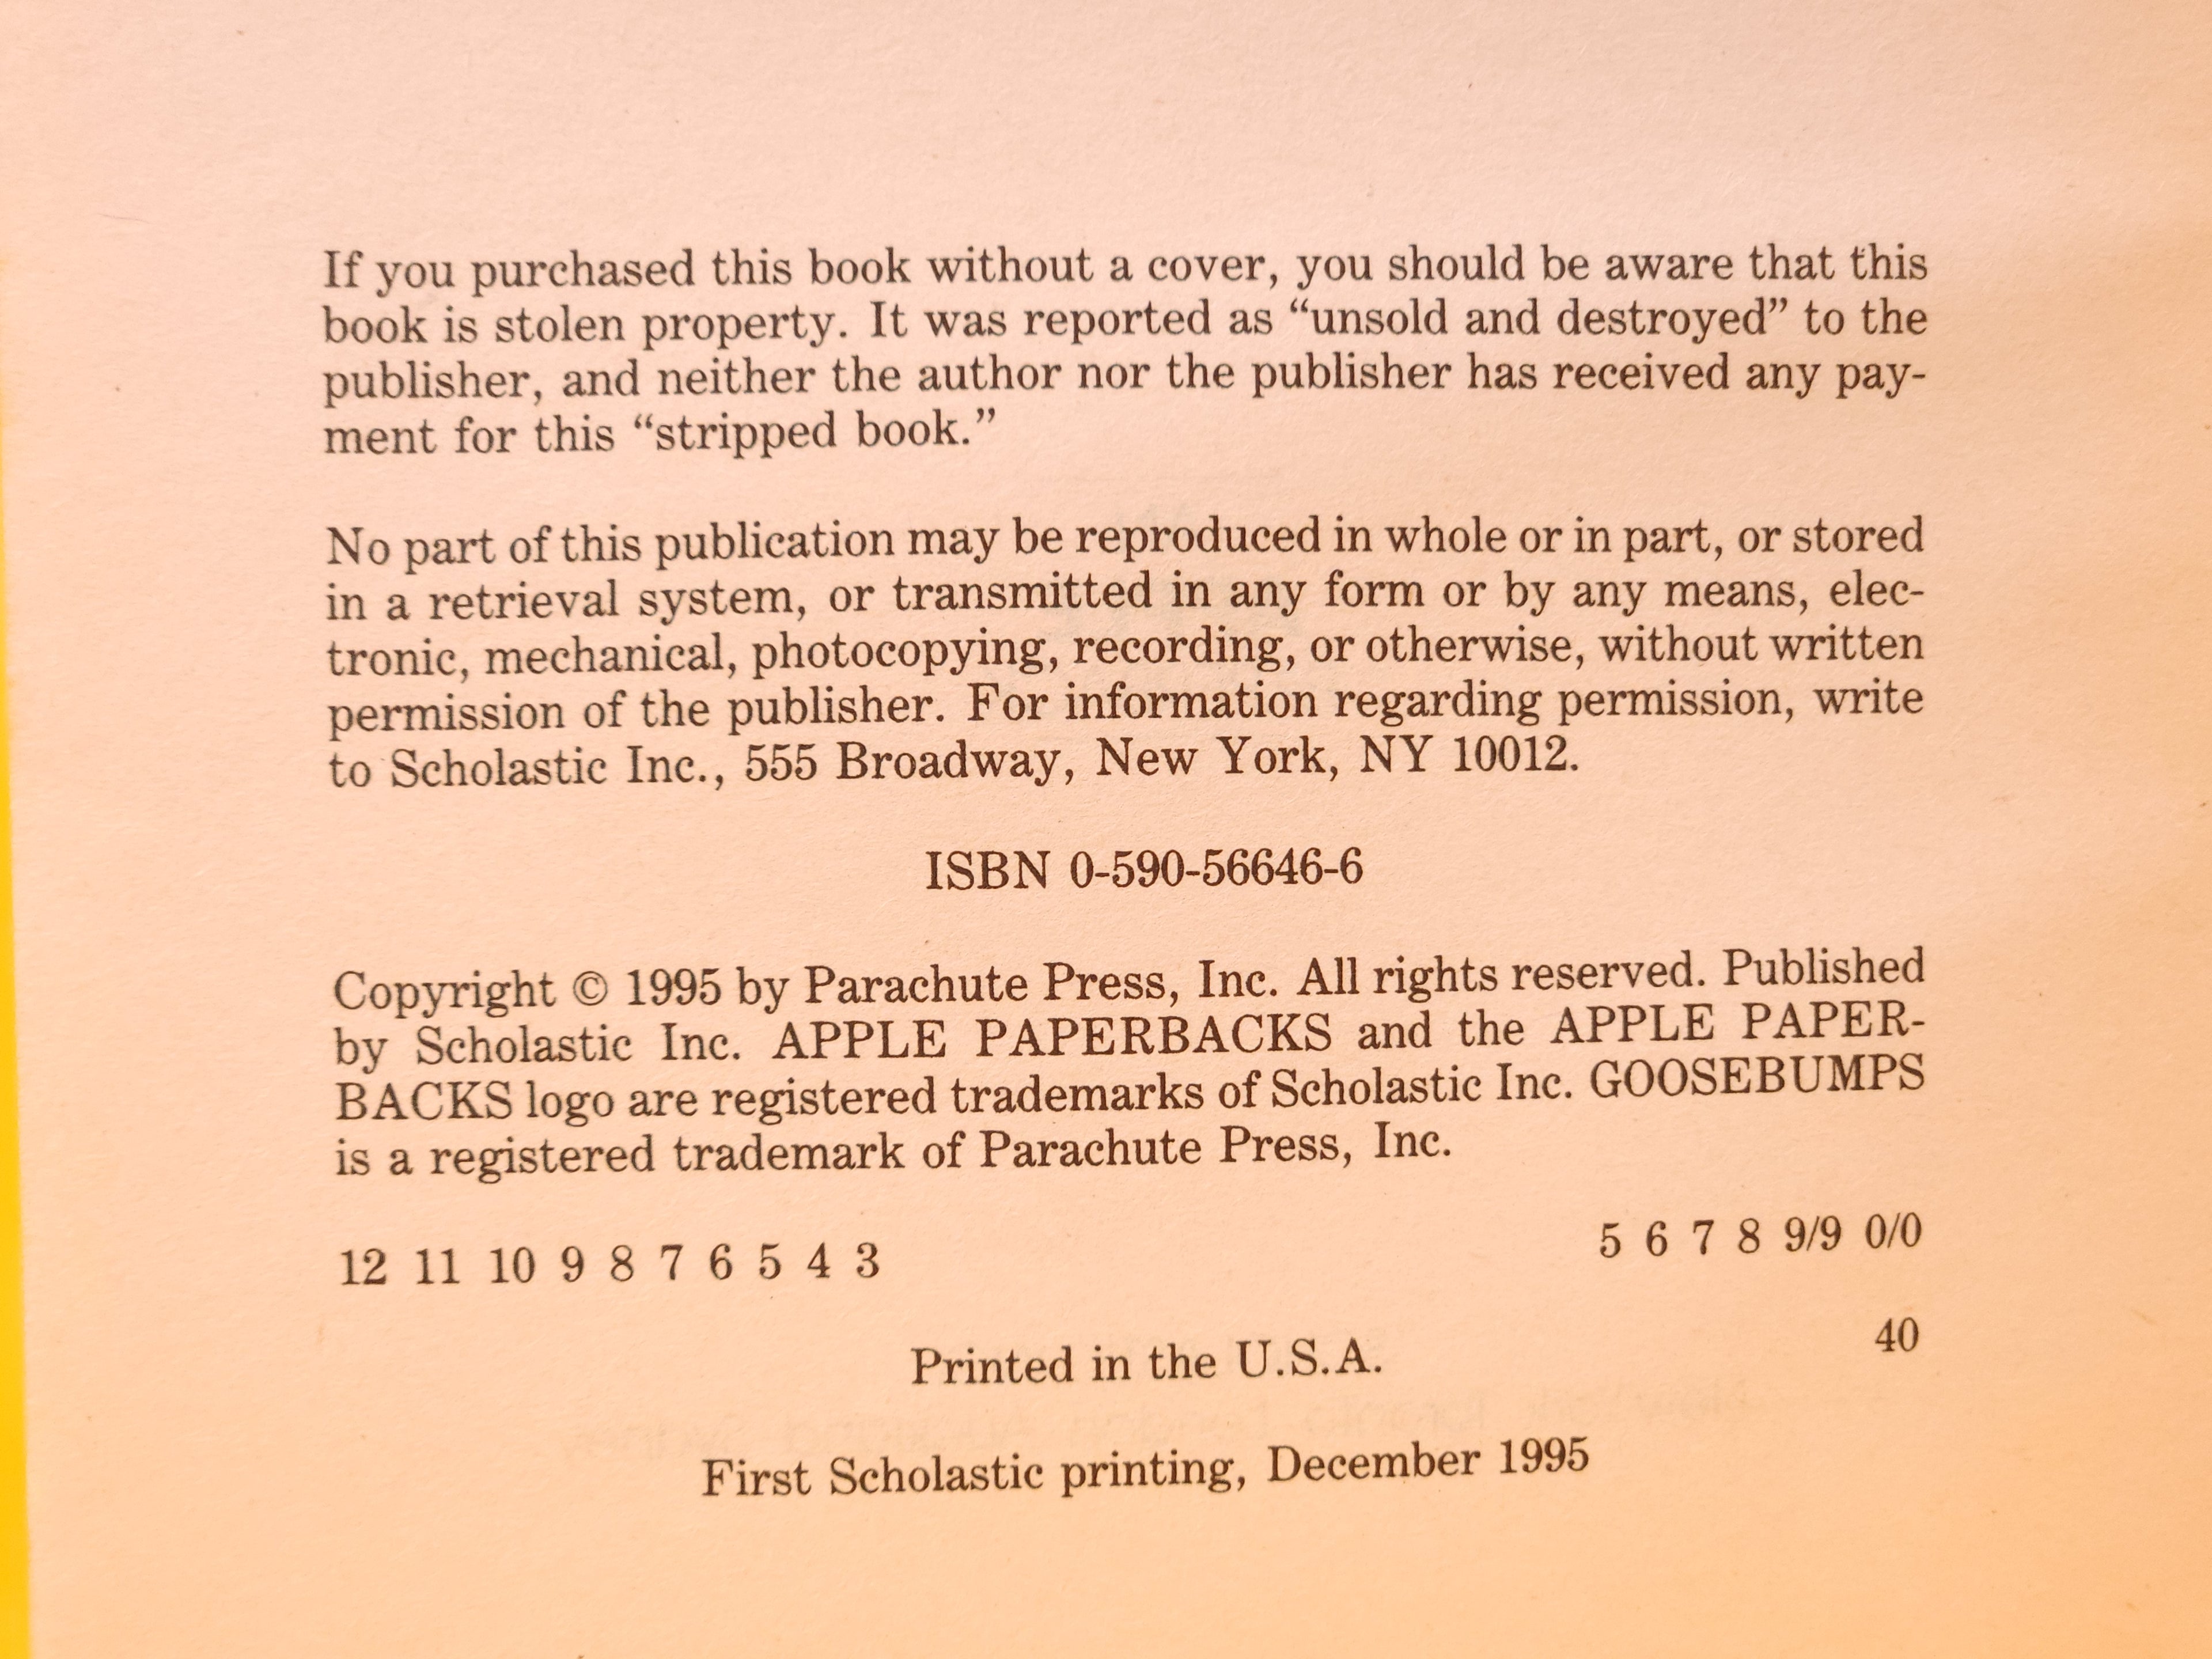 If you purchased this book without a cover, you should be aware that this
book is stolen property. It was reported as “unsold and destroyed” to the
publisher, and neither the author nor the publisher has received any pay-
ment for this “stripped book.”
No part of this publication may be reproduced in whole or in part, or stored
in a retrieval system, or transmitted in any form or by any means, elec-
tronic, mechanical, photocopying, recording, or otherwise, without written
permission of the publisher. For information regarding permission, write
to Scholastic Inc., 555 Broadway, New York, NY 10012.
ISBN 0-590-56646-6
Copyright © 1995 by Parachute Press, Inc. All rights reserved. Published
by Scholastic Inc. APPLE PAPERBACKS and the APPLE PAPER-
BACKS logo are registered trademarks of Scholastic Inc. GOOSEBUMPS
is a registered trademark of Parachute Press, Inc.
12 11 10 9 8 7 6 5 4 3 5 6 7 8 9/9 0/0
40
Printed in the U.S.A.
First Scholastic printing, December 1995